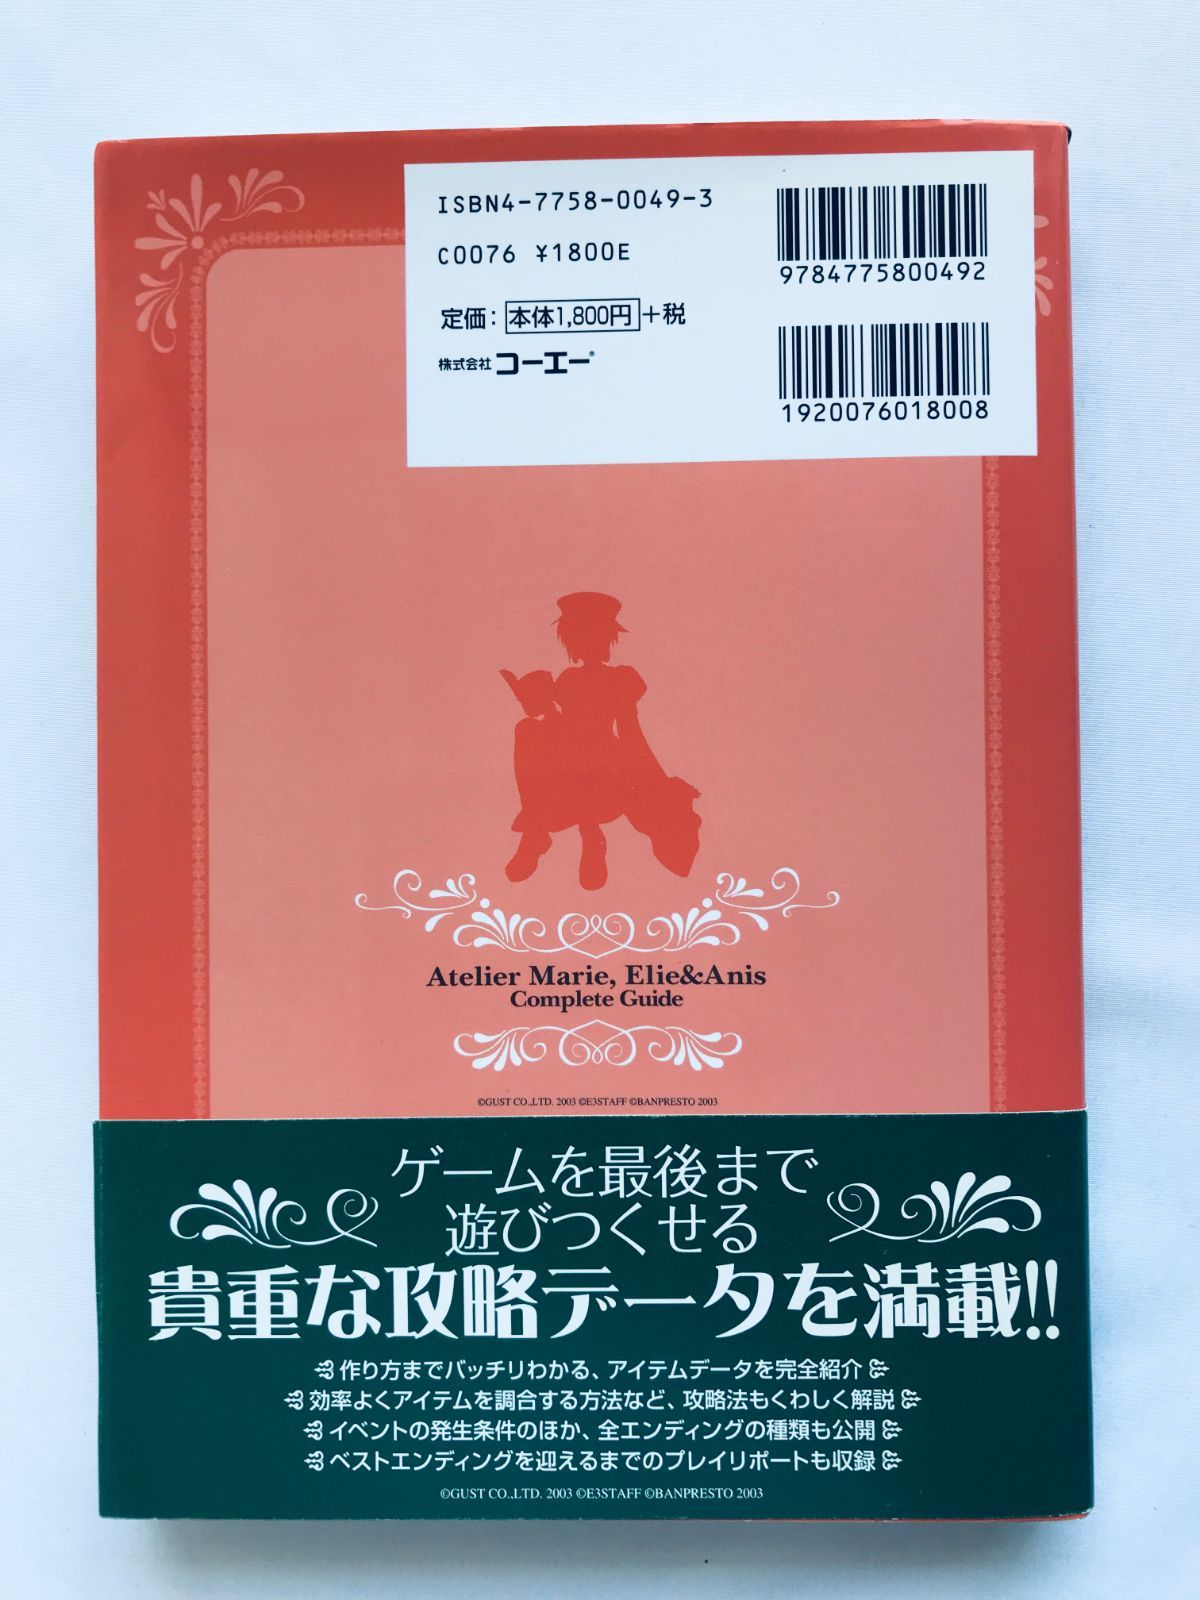 ISBN4-7758-0049-3
C0076 ¥1800E
定価：本体1,800円＋税
株式会社コーエー®
9784775800492
1920076018008
Atelier Marie, Elie&Anis
Complete Guide
©GUST CO.,LTD. 2003 ©E3STAFF ©BANPRESTO 2003
ゲームを最後まで
遊びつくせる
貴重な攻略データを満載!!
作り方までバッチリわかる、アイテムデータを完全紹介
効率よくアイテムを調合する方法など、攻略法もくわしく解説
イベントの発生条件のほか、全エンディングの種類も公開
ベストエンディングを迎えるまでのプレイリポートも収録
©GUST CO.,LTD. 2003 ©E3STAFF ©BANPRESTO 2003